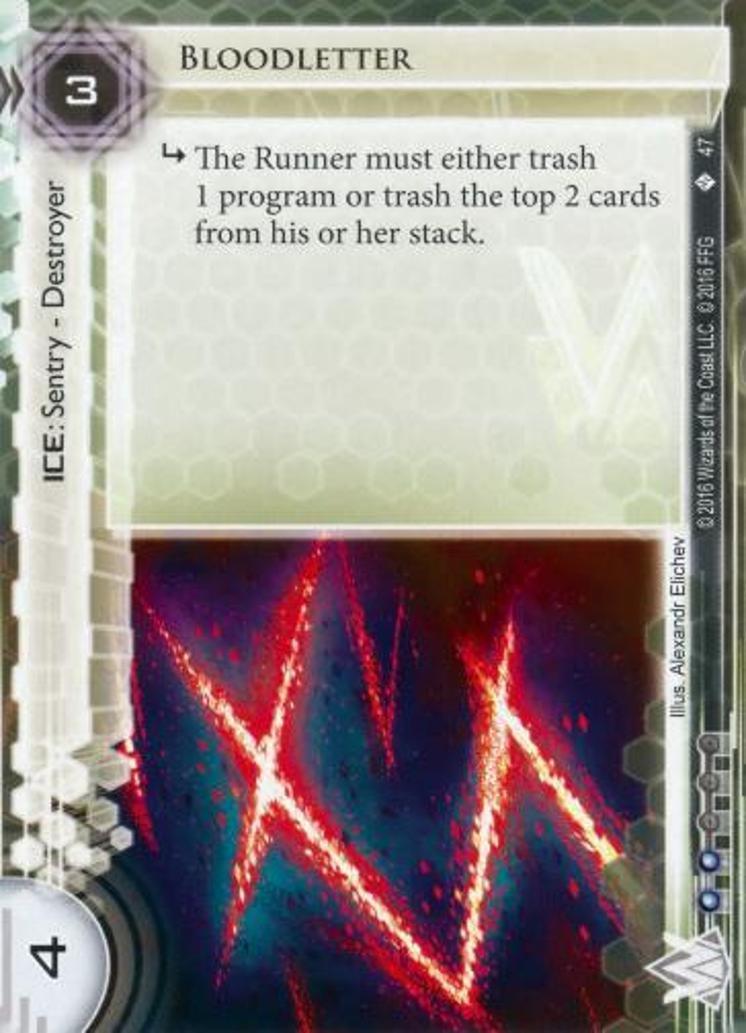 3
BLOODLETTER
↳ The Runner must either trash
1 program or trash the top 2 cards
from his or her stack.
ICE: Sentry - Destroyer
47
© 2016 Wizards of the Coast LLC. © 2016 FFG
Illus. Alexandr Elichev
4